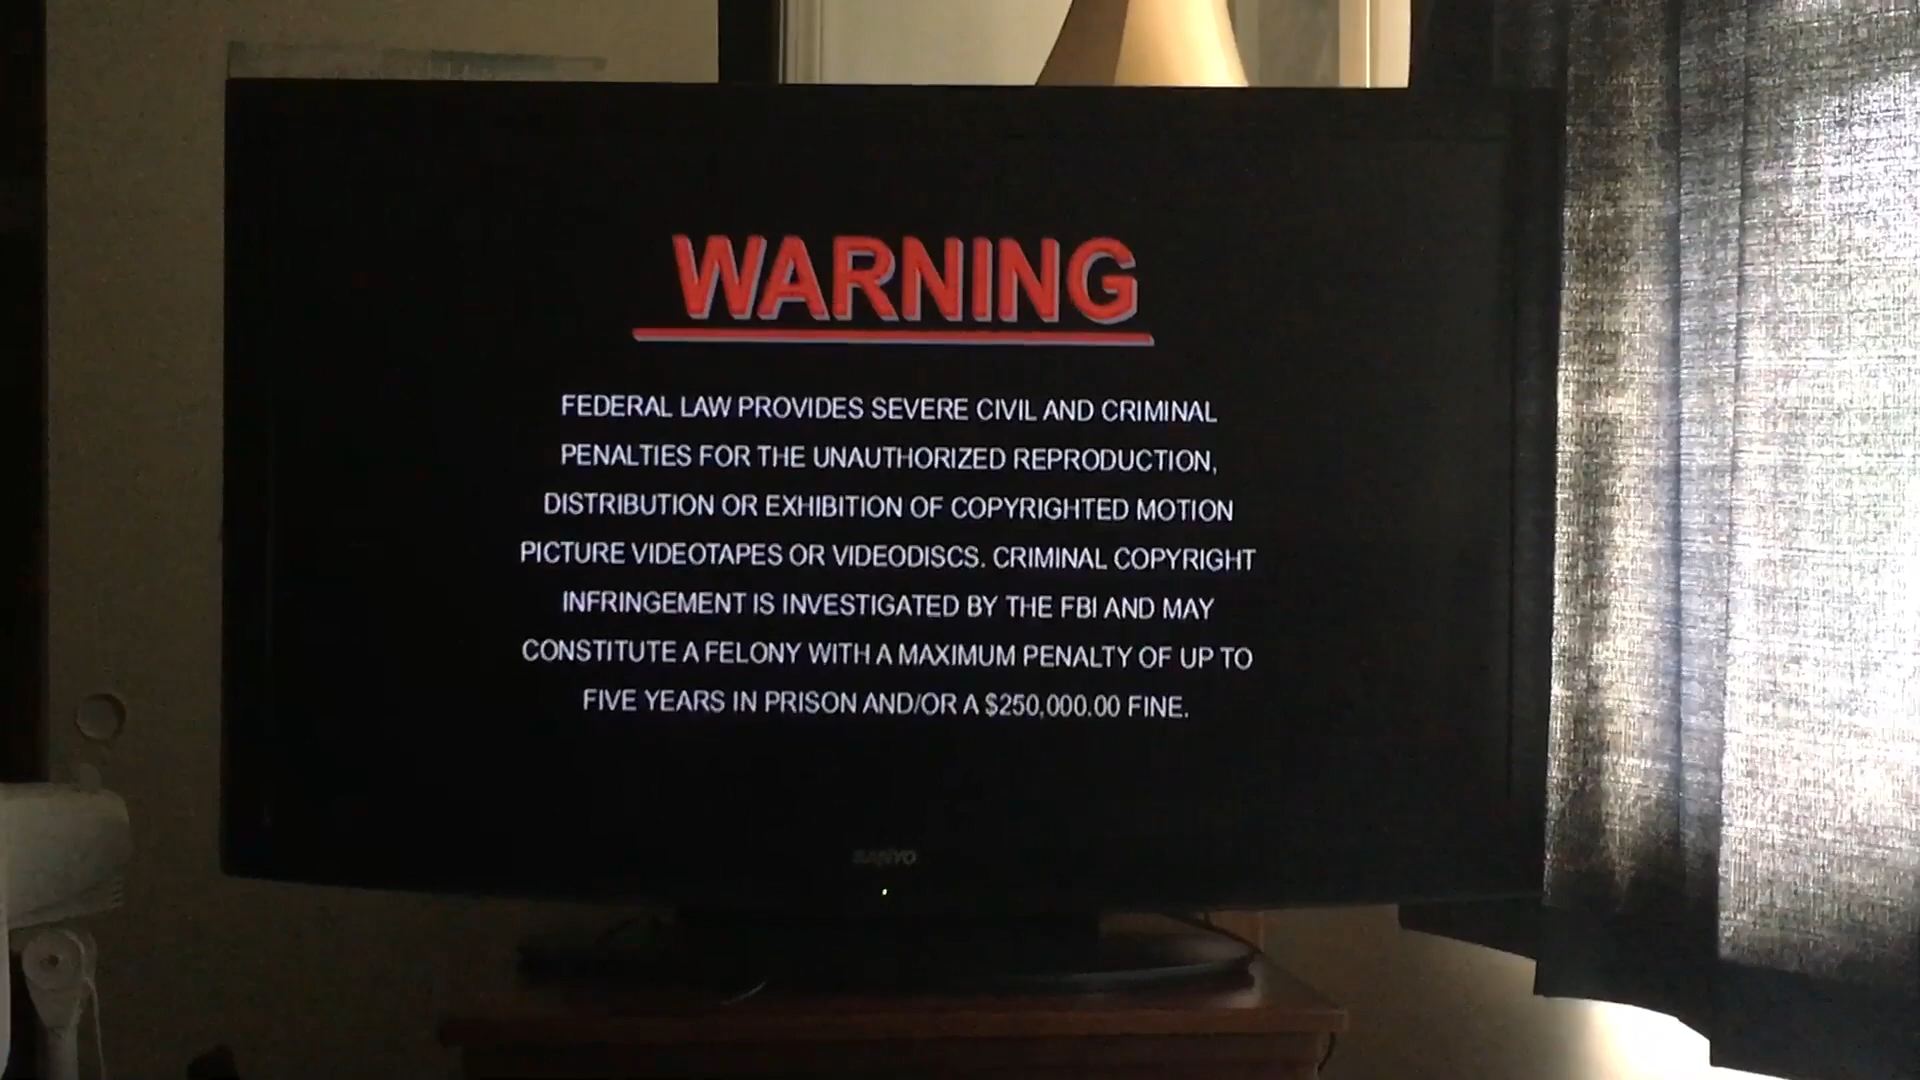 WARNING
FEDERAL LAW PROVIDES SEVERE CIVIL AND CRIMINAL
PENALTIES FOR THE UNAUTHORIZED REPRODUCTION,
DISTRIBUTION OR EXHIBITION OF COPYRIGHTED MOTION
PICTURE VIDEOTAPES OR VIDEODISCS. CRIMINAL COPYRIGHT
INFRINGEMENT IS INVESTIGATED BY THE FBI AND MAY
CONSTITUTE A FELONY WITH A MAXIMUM PENALTY OF UP TO
FIVE YEARS IN PRISON AND/OR A $250,000.00 FINE.
SANYO